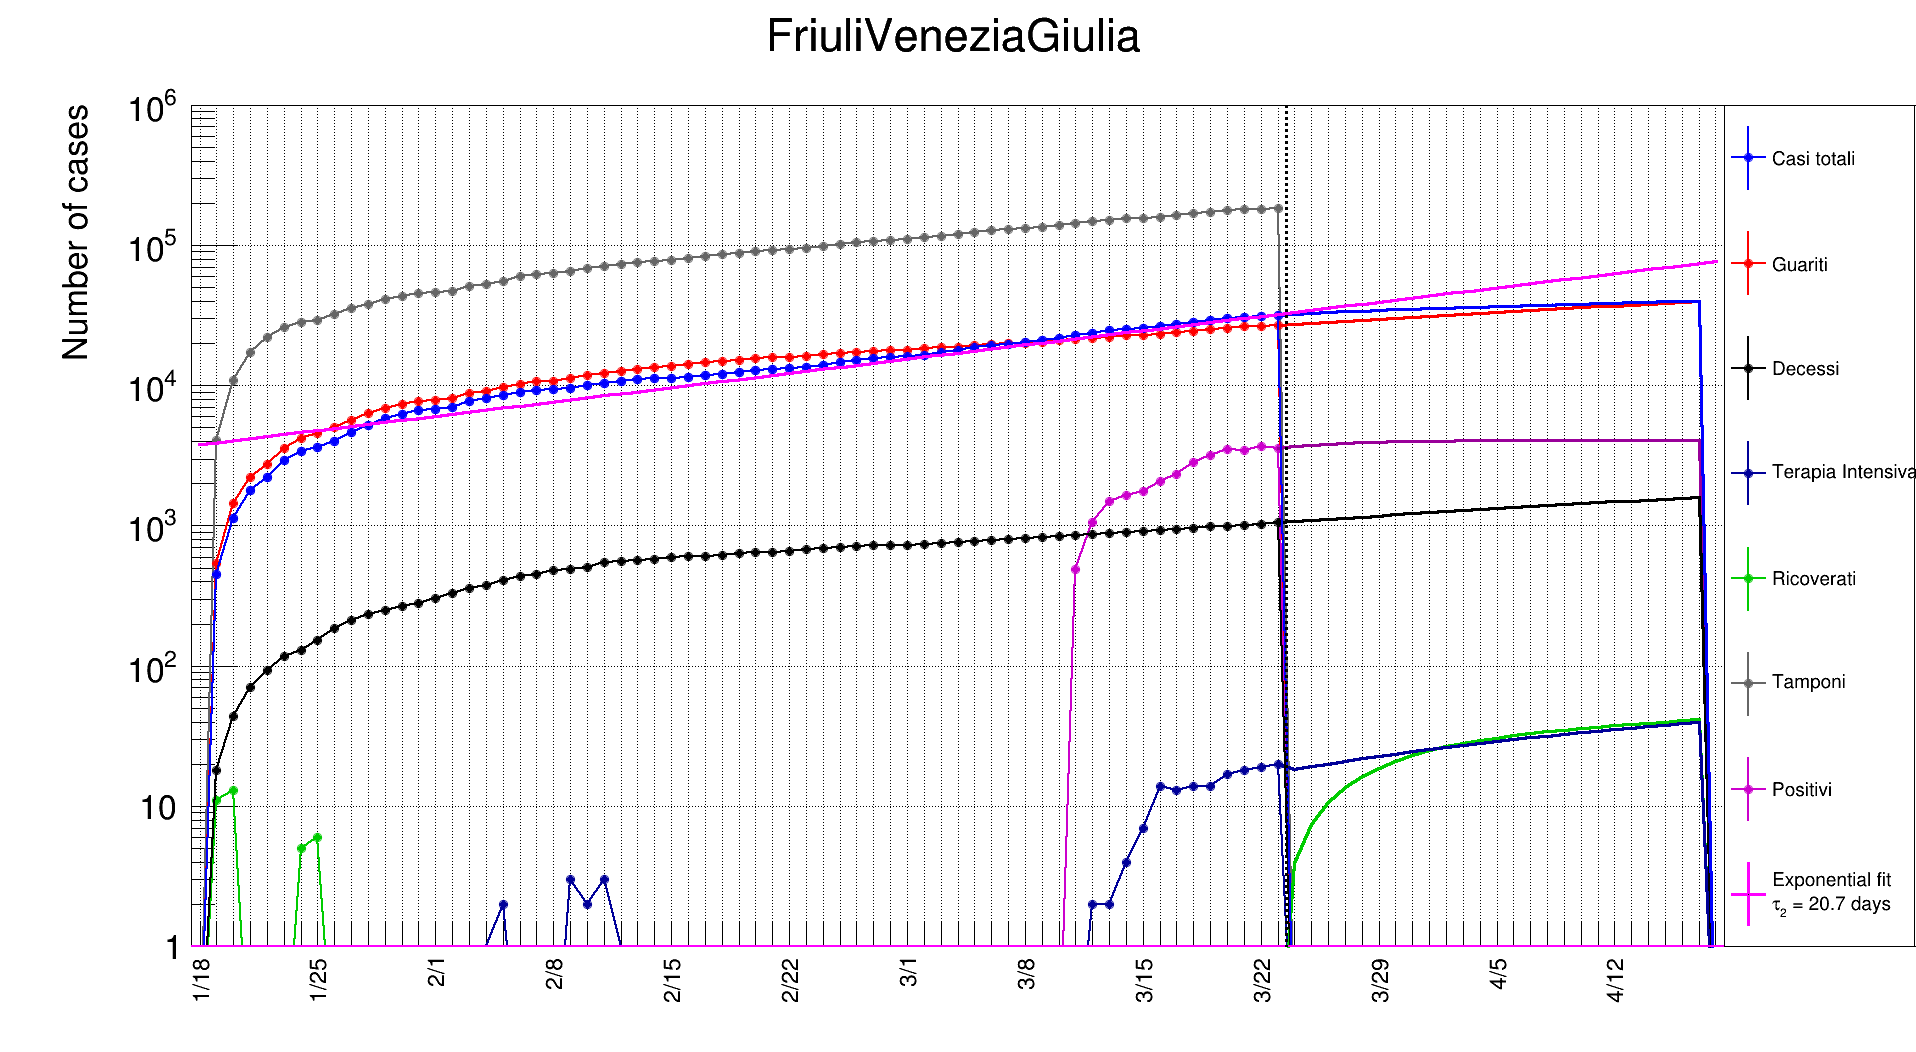 FriuliVeneziaGiulia
Number of cases
10^6
10^5
10^4
10^3
10^2
10
1
1/18
1/25
2/1
2/8
2/15
2/22
3/1
3/8
3/15
3/22
3/29
4/5
4/12
Casi totali
Guariti
Decessi
Terapia Intensiva
Ricoverati
Tamponi
Positivi
Exponential fit
τ₂ = 20.7 days